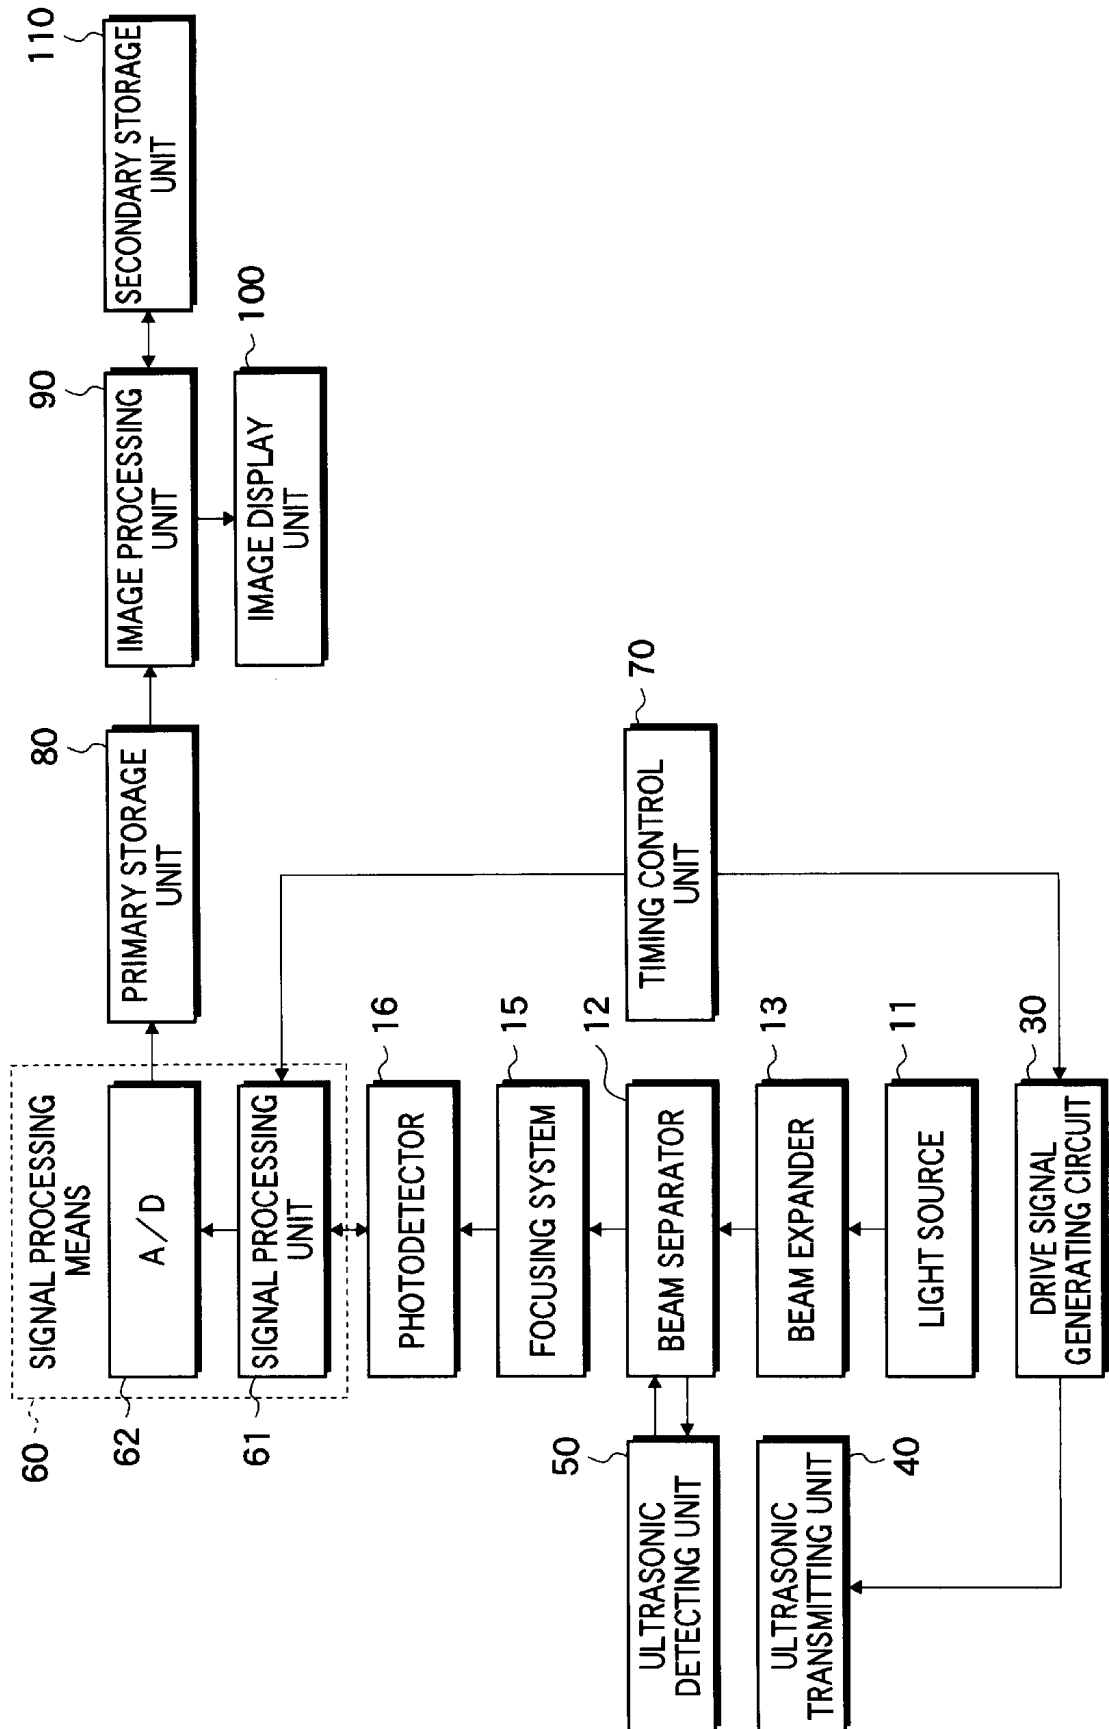 60
SIGNAL PROCESSING
MEANS
62
A/D
61
SIGNAL PROCESSING
UNIT
80
PRIMARY STORAGE
UNIT
90
IMAGE PROCESSING
UNIT
110
SECONDARY STORAGE
UNIT
100
IMAGE DISPLAY
UNIT
16
PHOTODETECTOR
15
FOCUSING SYSTEM
50
ULTRASONIC
DETECTING UNIT
12
BEAM SEPARATOR
70
TIMING CONTROL
UNIT
40
ULTRASONIC
TRANSMITTING UNIT
13
BEAM EXPANDER
11
LIGHT SOURCE
30
DRIVE SIGNAL
GENERATING CIRCUIT